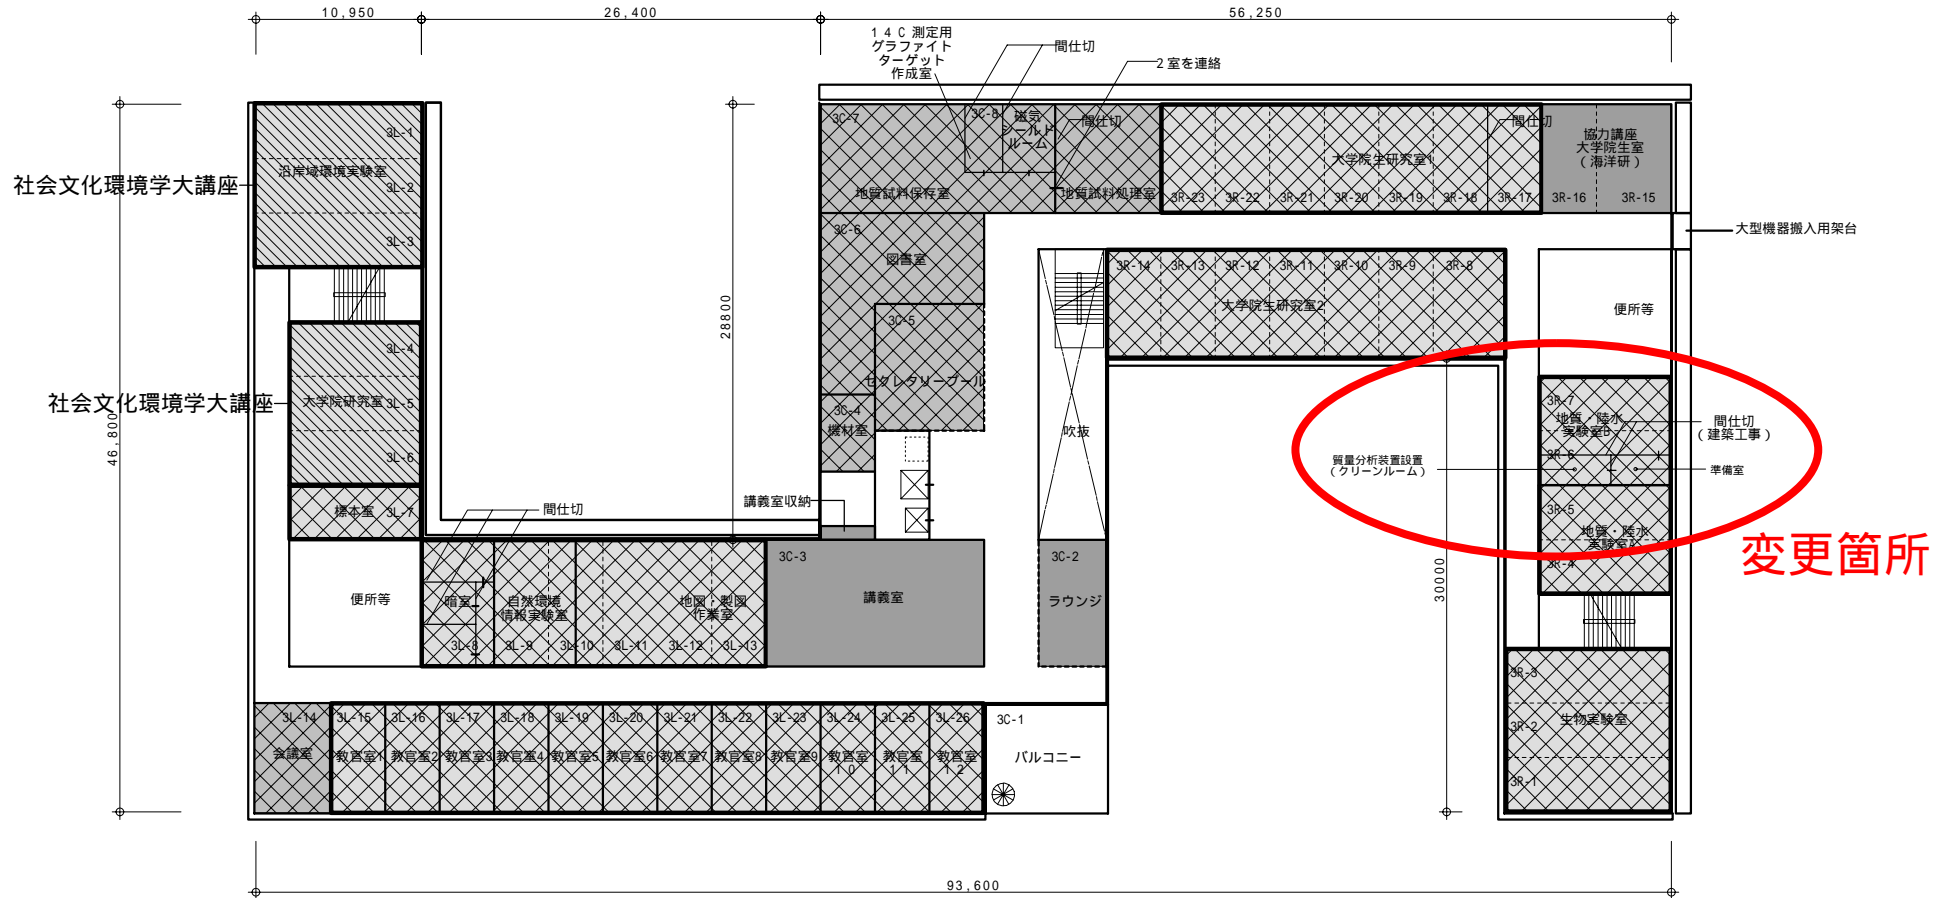 10,950
26,400
56,250
14C 測定用
グラファイト
ターゲット
作成室
間仕切
2室を連絡
3L-1
沿岸域環境実験室
3L-2
3L-3
社会文化環境学大講座
3C-7
3C-8
磁気
シールド
ルーム
間仕切
地質試料保存室
地質試料処理室
大学院生研究室1
間仕切
3R-23
3R-22
3R-21
3R-20
3R-19
3R-18
3R-17
協力講座
大学院生室
(海洋研)
3R-16
3R-15
大型機器搬入用架台
3C-6
図書室
3R-14
3R-13
3R-12
3R-11
3R-10
3R-9
3R-8
大学院生研究室2
便所等
28800
3C-5
セクレタリープール
3L-4
大学院研究室
3L-5
3L-6
社会文化環境学大講座
46,800
3C-4
機材室
吹抜
3R-7
地質・陸水
実験室B
3R-6
間仕切
(建築工事)
質量分析装置設置
(クリーンルーム)
準備室
標本室
3L-7
間仕切
講義室収納
3R-5
地質・陸水
実験室A
3R-4
変更箇所
便所等
暗室
3L-8
自然環境
情報実験室
3L-9
3L-10
地図・製図
作業室
3L-11
3L-12
3L-13
3C-3
講義室
3C-2
ラウンジ
30000
3R-3
生物実験室
3R-2
3R-1
3L-14
会議室
3L-15
教官室1
3L-16
教官室2
3L-17
教官室3
3L-18
教官室4
3L-19
教官室5
3L-20
教官室6
3L-21
教官室7
3L-22
教官室8
3L-23
教官室9
3L-24
教官室
10
3L-25
教官室
11
3L-26
教官室
12
3C-1
バルコニー
93,600